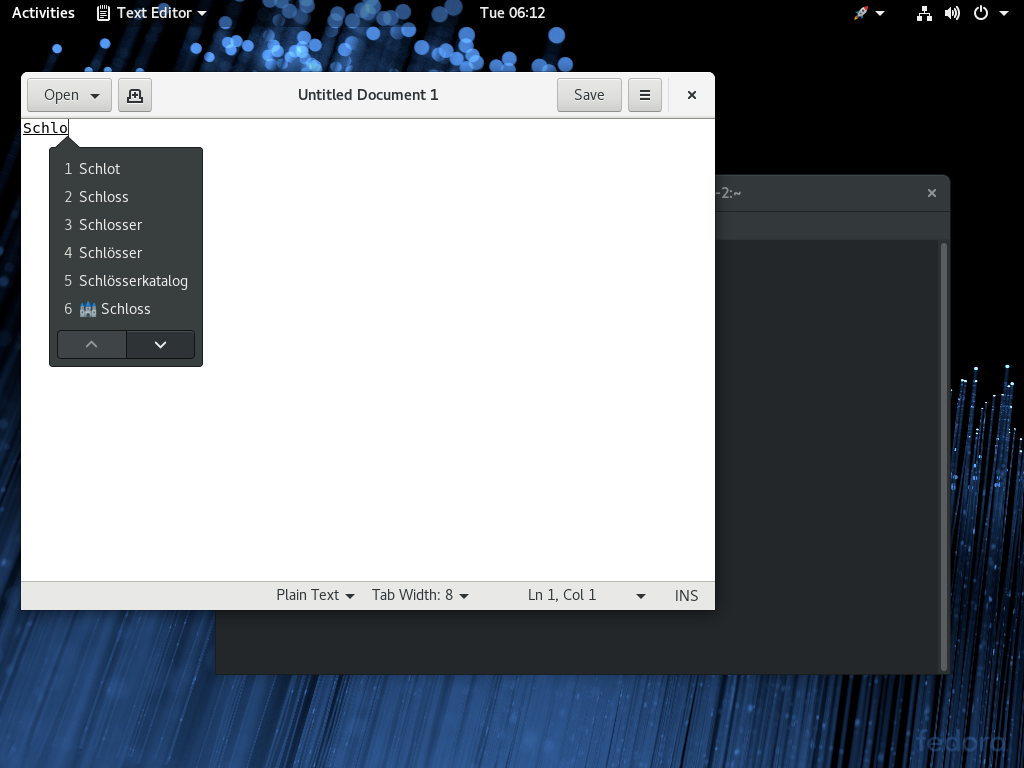 Activities Text Editor Tue 06:12
Open Untitled Document 1 Save
Schlo
1 Schlot
2 Schloss
3 Schlosser
4 Schlösser
5 Schlösserkatalog
6 🏰 Schloss
-2:~
Plain Text Tab Width: 8 Ln 1, Col 1 INS
fedora